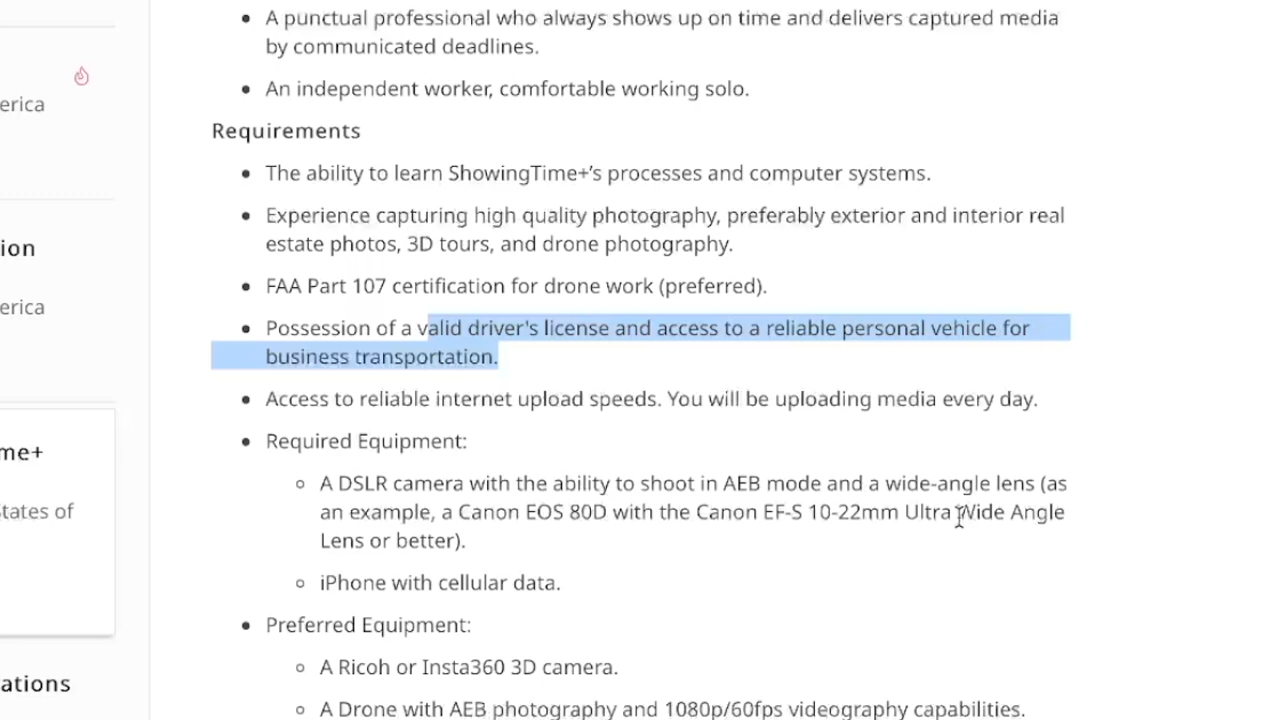 A punctual professional who always shows up on time and delivers captured media
by communicated deadlines.
erica
An independent worker, comfortable working solo.
Requirements
The ability to learn ShowingTime+'s processes and computer systems.
Experience capturing high quality photography, preferably exterior and interior real
estate photos, 3D tours, and drone photography.
ion
FAA Part 107 certification for drone work (preferred).
erica
Possession of a valid driver's license and access to a reliable personal vehicle for
business transportation.
Access to reliable internet upload speeds. You will be uploading media every day.
Required Equipment:
me+
A DSLR camera with the ability to shoot in AEB mode and a wide-angle lens (as
an example, a Canon EOS 80D with the Canon EF-S 10-22mm Ultra Wide Angle
Lens or better).
tates of
iPhone with cellular data.
Preferred Equipment:
A Ricoh or Insta360 3D camera.
ations
A Drone with AEB photography and 1080p/60fps videography capabilities.